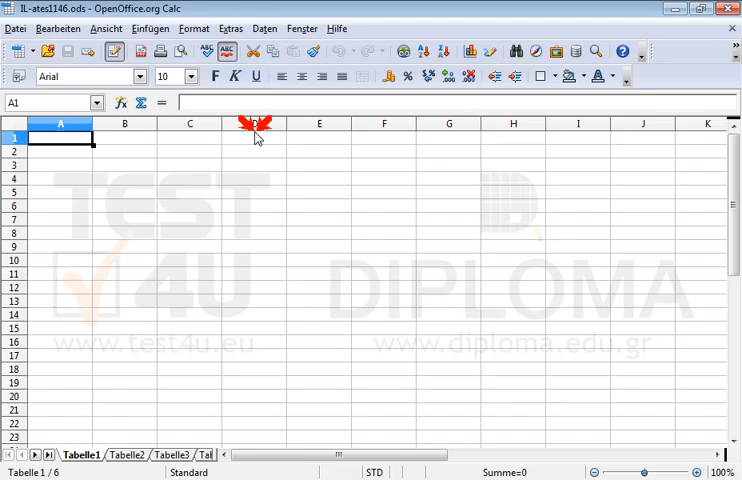 IL-ates1146.ods - OpenOffice.org Calc
Datei Bearbeiten Ansicht Einfügen Format Extras Daten Fenster Hilfe
Arial 10 F K U
A1
A B C D E F G H I J K
1
2
3
4
5
6
7
8
9
10
11
12
13
14
15
16
17
18
19
20
21
22
23
TEST
4U
DIPLOMA
www.test4u.eu
www.diploma.edu.gr
Tabelle1 Tabelle2 Tabelle3 Tal
Tabelle 1 / 6 Standard STD Summe=0 100%